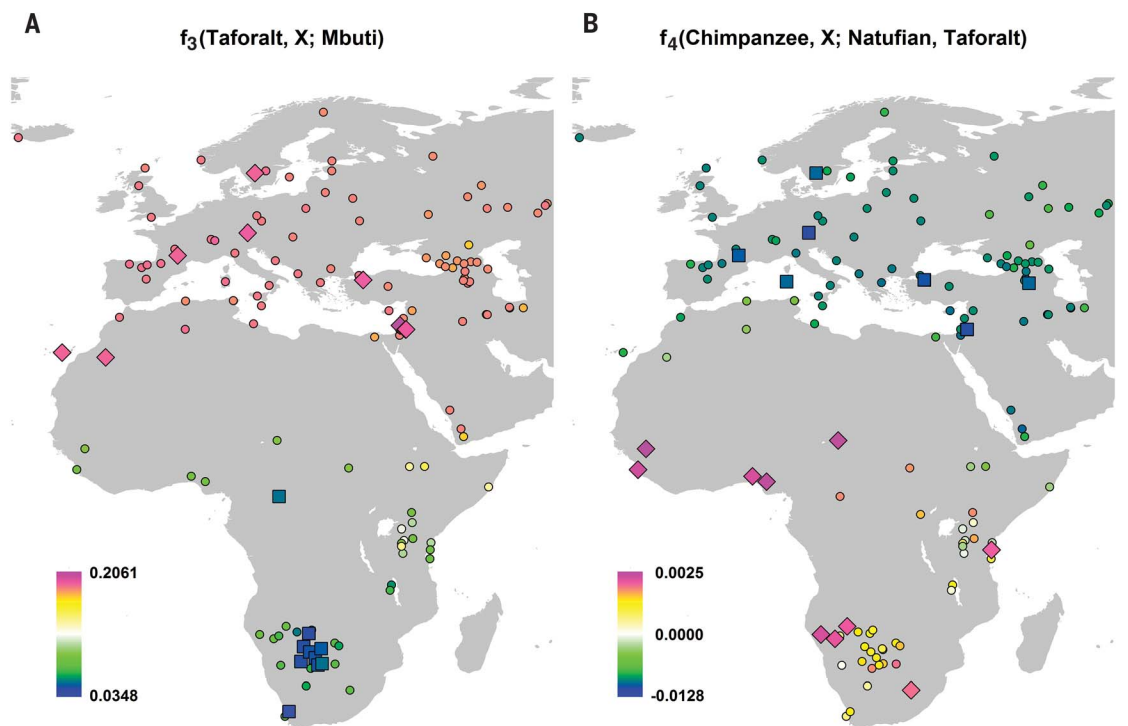 A
f₃(Taforalt, X; Mbuti)
0.2061
0.0348
B
f₄(Chimpanzee, X; Natufian, Taforalt)
0.0025
0.0000
-0.0128